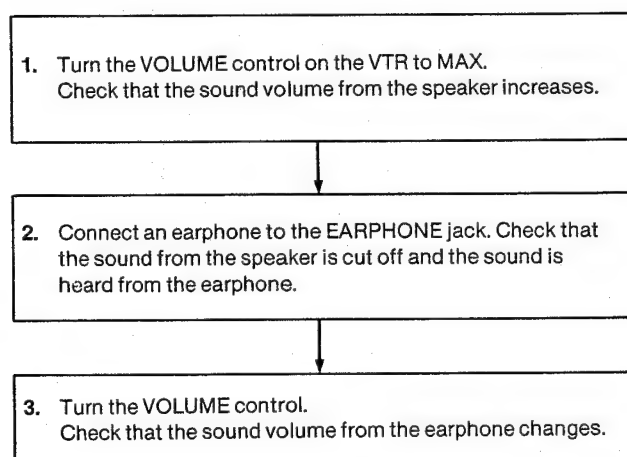 1. Turn the VOLUME control on the VTR to MAX.
Check that the sound volume from the speaker increases.
2. Connect an earphone to the EARPHONE jack. Check that
the sound from the speaker is cut off and the sound is
heard from the earphone.
3. Turn the VOLUME control.
Check that the sound volume from the earphone changes.